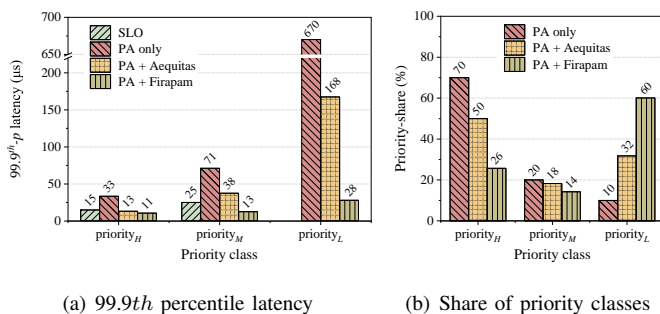 700
670
650
SLO
PA only
PA + Aequitas
PA + Firapam
200
168
150
100
71
50
38
33
28
25
25
15
13
11
13
0
99.9th-p latency (μs)
priorityH
priorityM
priorityL
Priority class
100
PA only
PA + Aequitas
PA + Firapam
80
70
60
60
50
40
32
26
20
20
18
14
10
0
Priority-share (%)
priorityH
priorityM
priorityL
Priority class
(a) 99.9th percentile latency
(b) Share of priority classes